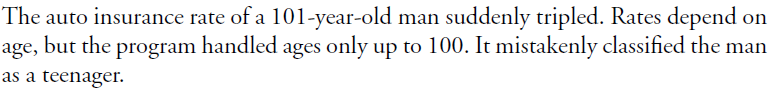 The auto insurance rate of a 101-year-old man suddenly tripled. Rates depend on
age, but the program handled ages only up to 100. It mistakenly classified the man
as a teenager.